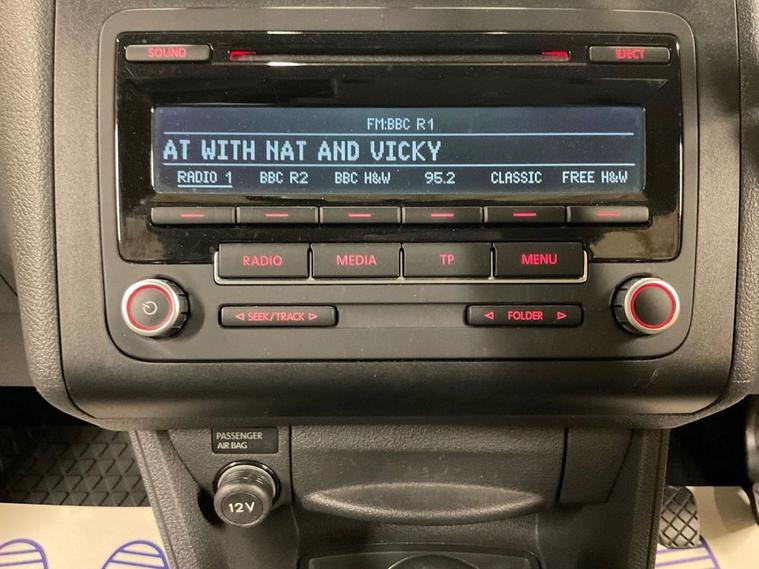 SOUND EJECT
FM:BBC R1
AT WITH NAT AND VICKY
RADIO 1 BBC R2 BBC H&W 95.2 CLASSIC FREE H&W
RADIO MEDIA TP MENU
SEEK/TRACK FOLDER
PASSENGER
AIR BAG
12V